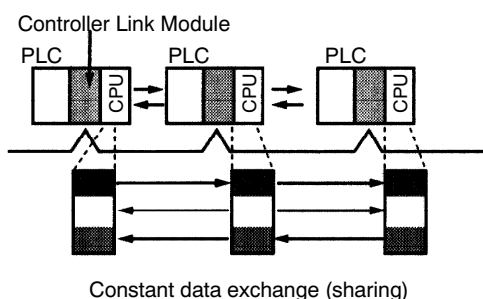 Controller Link Module
PLC PLC PLC
CPU CPU CPU
Constant data exchange (sharing)